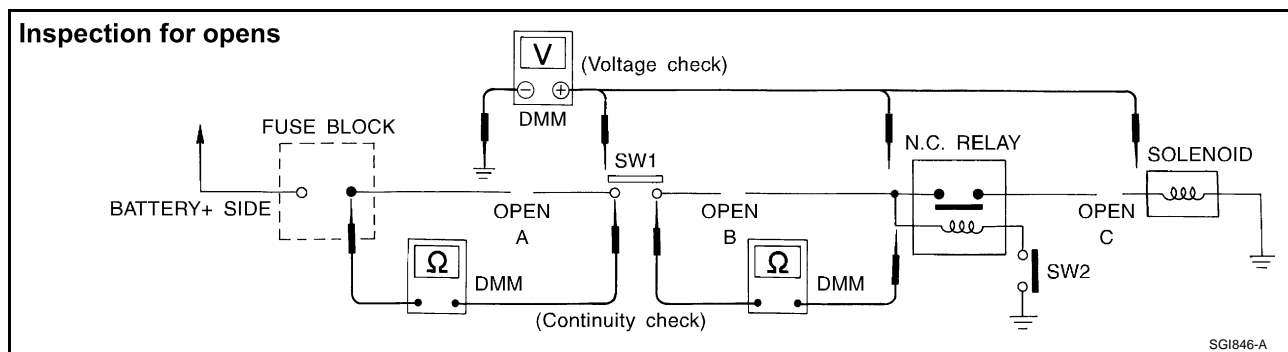 Inspection for opens
V
(Voltage check)
− +
DMM
FUSE BLOCK
N.C. RELAY
SW1
SOLENOID
BATTERY+ SIDE
OPEN
A
OPEN
B
OPEN
C
Ω
DMM
Ω
DMM
SW2
(Continuity check)
SGI846-A